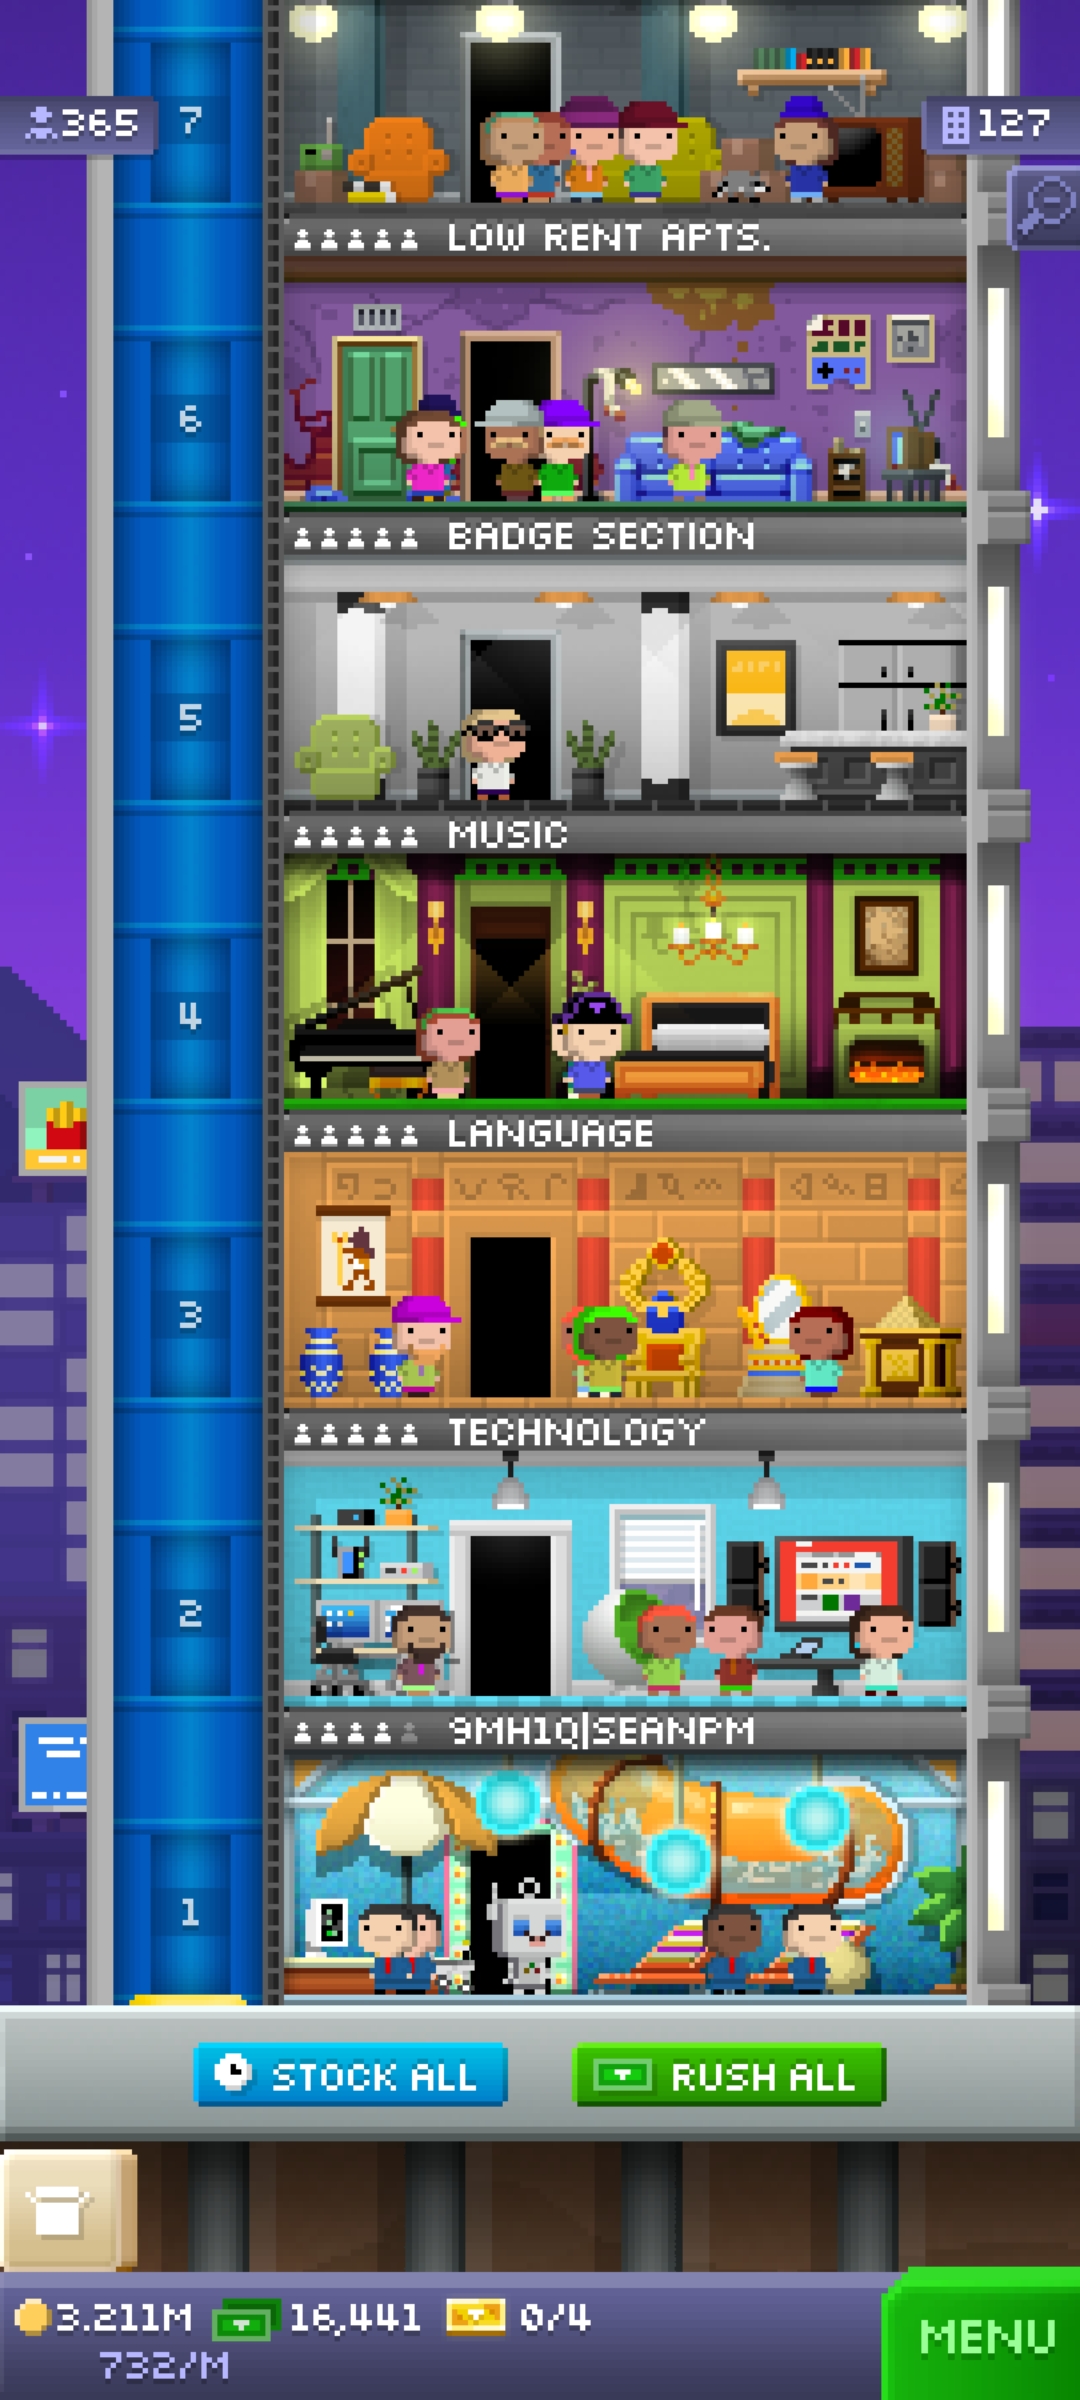 365
7
127
LOW RENT APTS.
6
BADGE SECTION
5
MUSIC
4
LANGUAGE
3
TECHNOLOGY
2
9MH1Q|SEANPM
1
STOCK ALL
RUSH ALL
3.211M
16,441
0/4
732/M
MENU